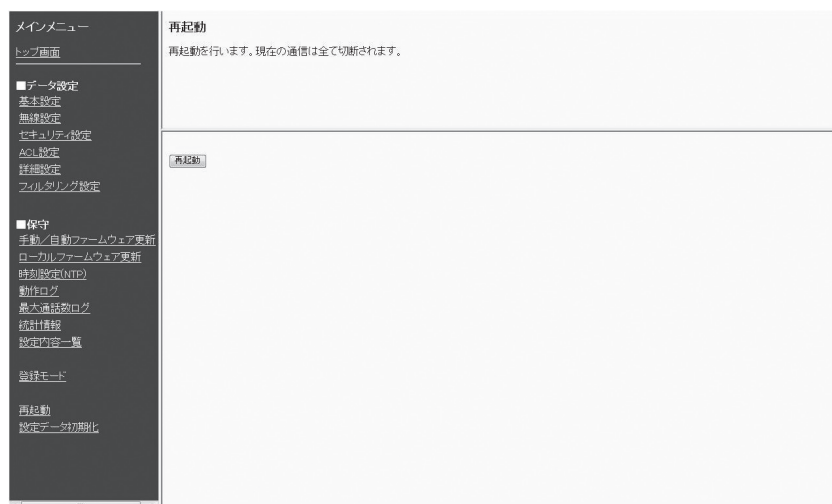 メインメニュー
トップ画面
■データ設定
基本設定
無線設定
セキュリティ設定
ACL設定
詳細設定
フィルタリング設定
■保守
手動／自動ファームウェア更新
ローカルファームウェア更新
時刻設定(NTP)
動作ログ
最大通話数ログ
統計情報
設定内容一覧
登録モード
再起動
設定データ初期化
再起動
再起動を行います。現在の通信は全て切断されます。
再起動